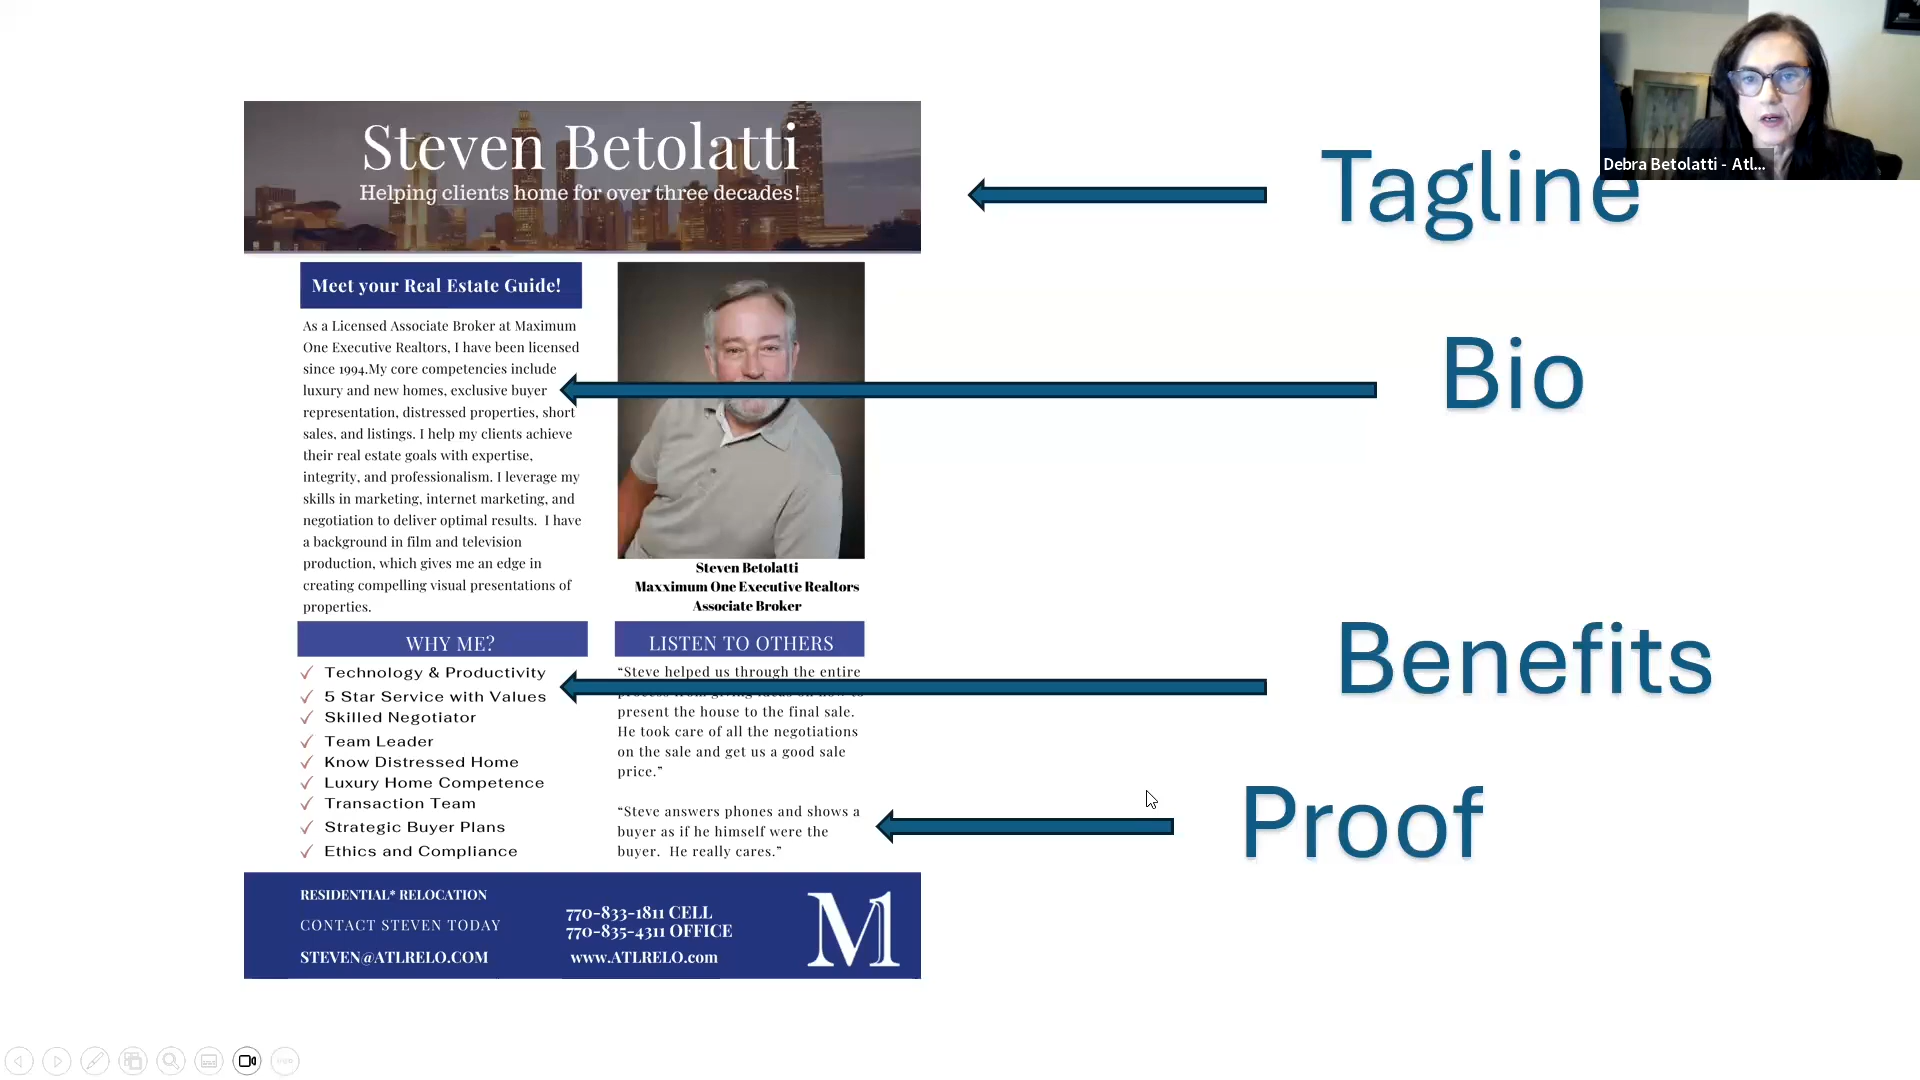 Steven Betolatti
Helping clients home for over three decades!
Tagline
Debra Betolatti - Atl...
Meet your Real Estate Guide!
As a Licensed Associate Broker at Maximum
One Executive Realtors, I have been licensed
since 1994.My core competencies include
luxury and new homes, exclusive buyer
representation, distressed properties, short
sales, and listings. I help my clients achieve
their real estate goals with expertise,
integrity, and professionalism. I leverage my
skills in marketing, internet marketing, and
negotiation to deliver optimal results.  I have
a background in film and television
production, which gives me an edge in
creating compelling visual presentations of
properties.
Bio
Steven Betolatti
Maxximum One Executive Realtors
Associate Broker
WHY ME?
✓ Technology & Productivity
✓ 5 Star Service with Values
✓ Skilled Negotiator
✓ Team Leader
✓ Know Distressed Home
✓ Luxury Home Competence
✓ Transaction Team
✓ Strategic Buyer Plans
✓ Ethics and Compliance
Benefits
LISTEN TO OTHERS
“Steve helped us through the entire
present the house to the final sale.
He took care of all the negotiations
on the sale and get us a good sale
price.”
“Steve answers phones and shows a
buyer as if he himself were the
buyer.  He really cares.”
Proof
RESIDENTIAL* RELOCATION
CONTACT STEVEN TODAY
STEVEN@ATLRELO.COM
770-833-1811 CELL
770-835-4311 OFFICE
www.ATLRELO.com
M1